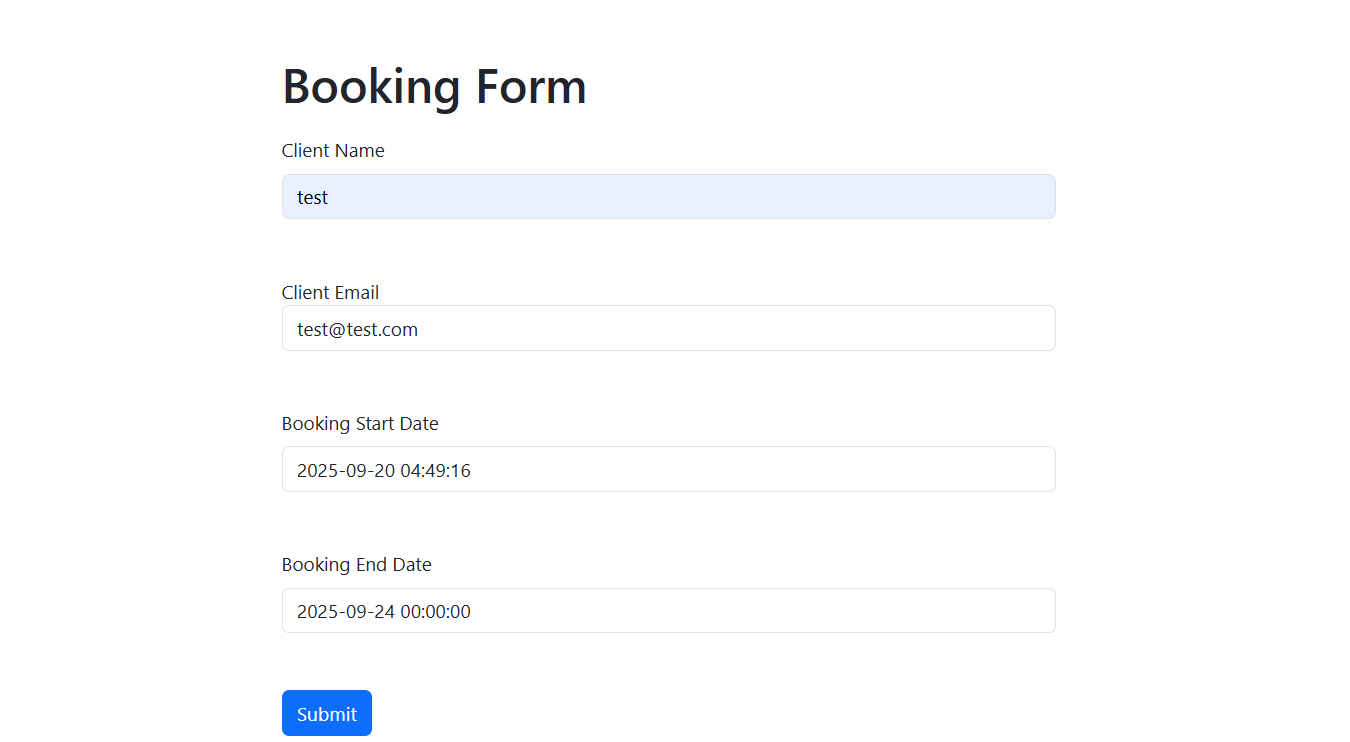 Booking Form
Client Name
test
Client Email
test@test.com
Booking Start Date
2025-09-20 04:49:16
Booking End Date
2025-09-24 00:00:00
Submit